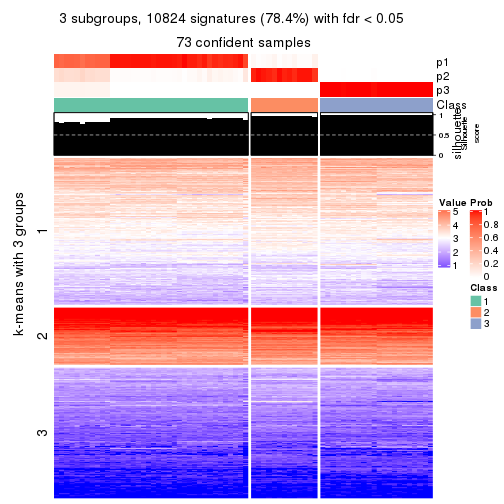 3 subgroups, 10824 signatures (78.4%) with fdr < 0.05
73 confident samples
p1
p2
p3
Class
1
0.5
0
silhouette
Silhouette
score
k-means with 3 groups
1
2
3
Value
5
4
3
2
1
Prob
1
0.8
0.6
0.4
0.2
0
Class
1
2
3